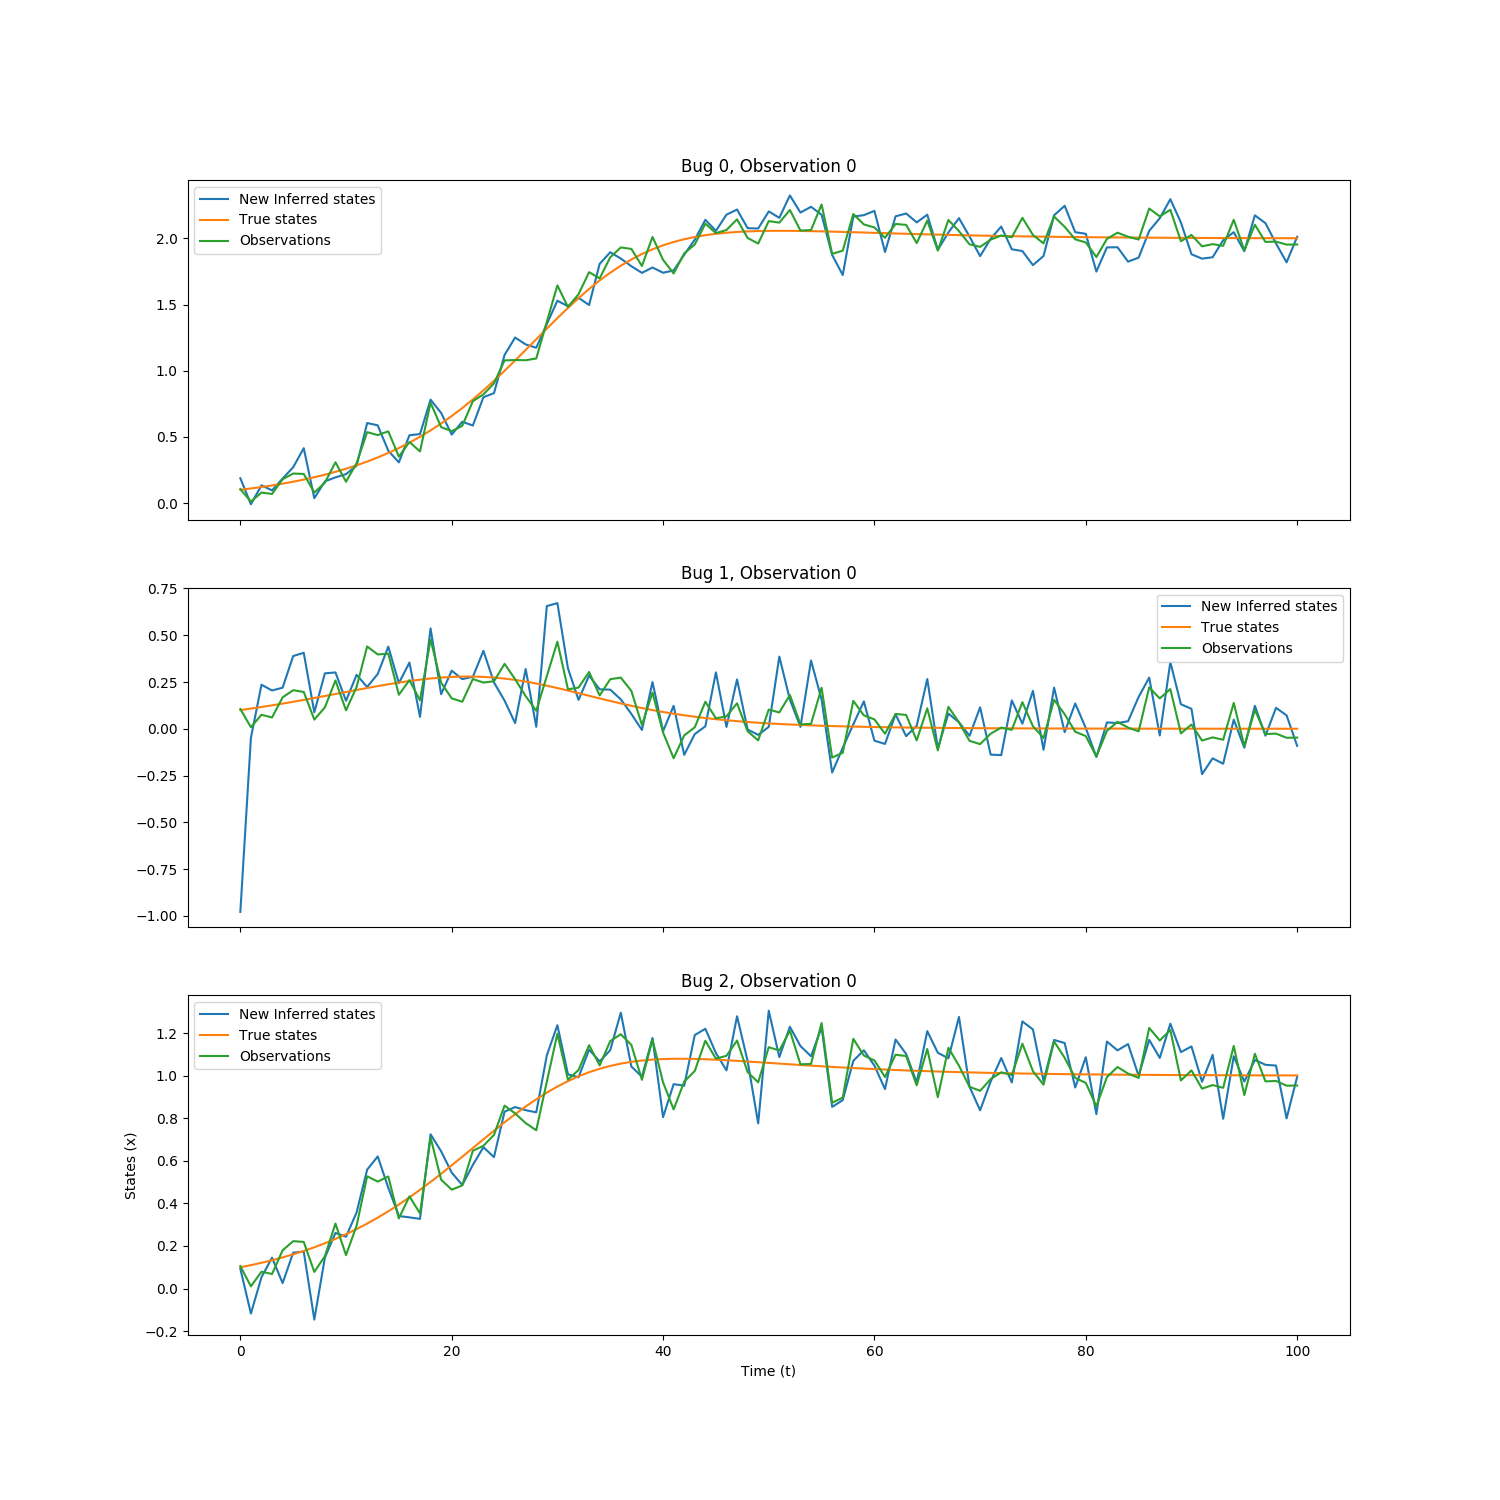 Bug 0, Observation 0
New Inferred states
True states
Observations
2.0
1.5
1.0
0.5
0.0
Bug 1, Observation 0
New Inferred states
True states
Observations
0.75
0.50
0.25
0.00
−0.25
−0.50
−0.75
−1.00
Bug 2, Observation 0
New Inferred states
True states
Observations
1.2
1.0
0.8
0.6
0.4
0.2
0.0
−0.2
States (x)
0 20 40 60 80 100
Time (t)